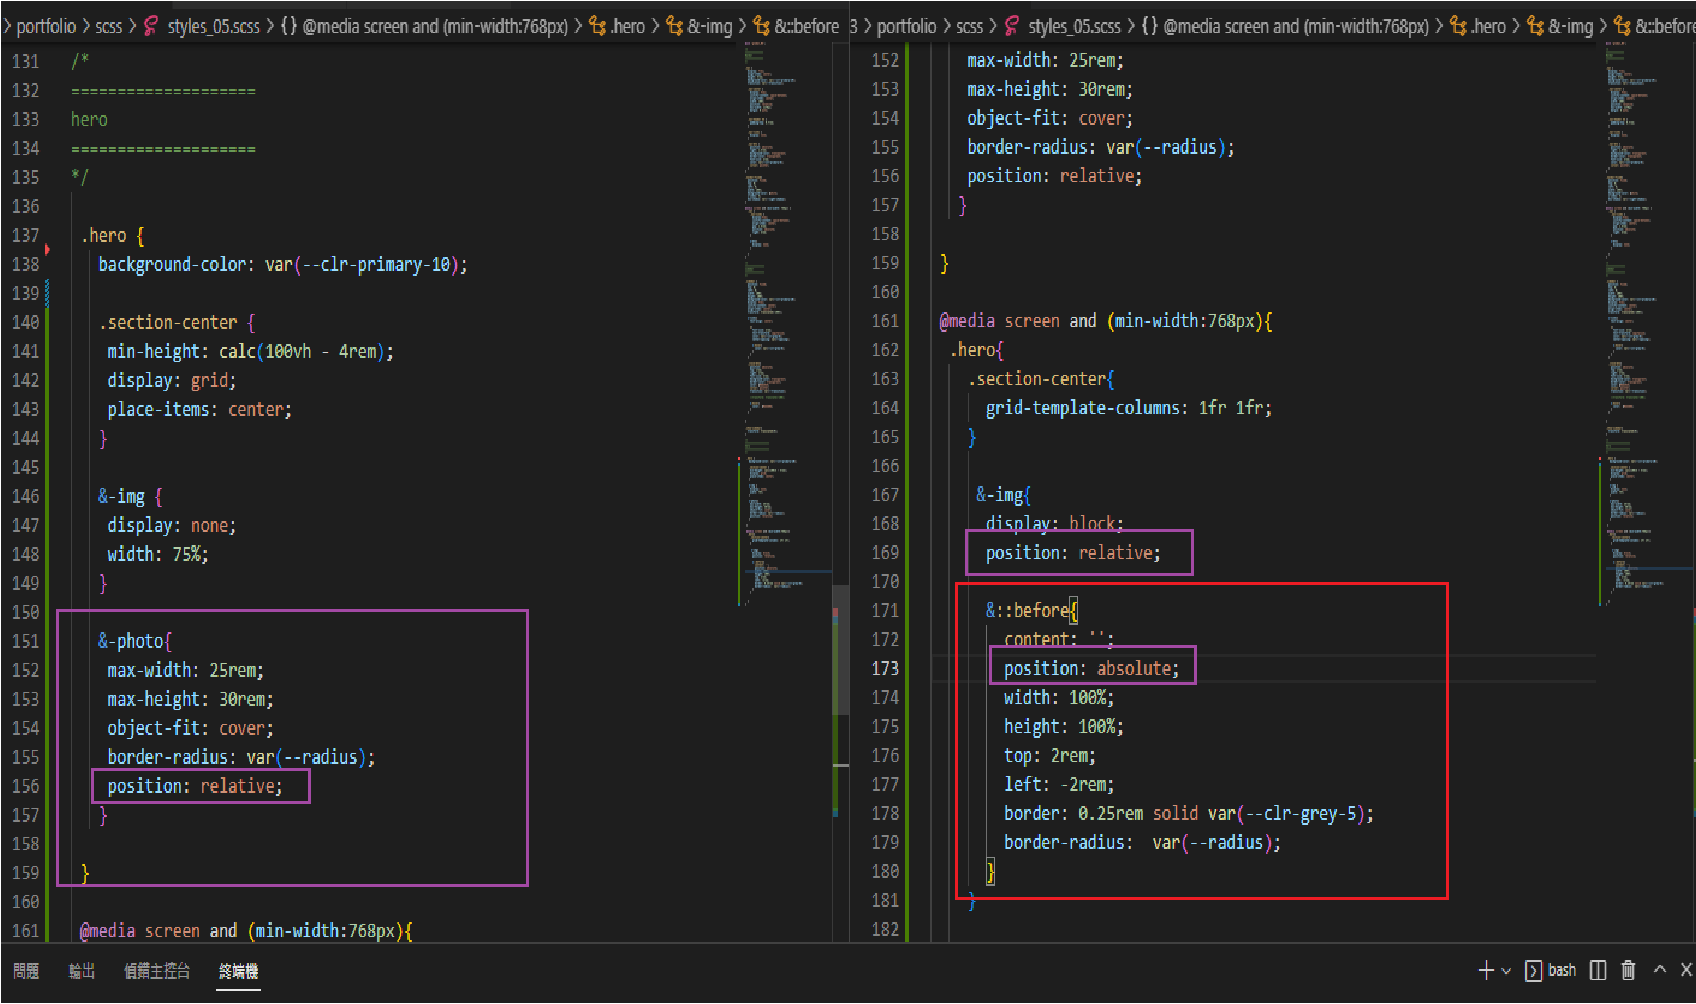 portfolio > scss > styles_05.scss > {} @media screen and (min-width:768px) > .hero > &-img > &::before
131 /*
132 ====================
133 hero
134 ====================
135 */
136
137 .hero {
138 background-color: var(--clr-primary-10);
139
140 .section-center {
141 min-height: calc(100vh - 4rem);
142 display: grid;
143 place-items: center;
144 }
145
146 &-img {
147 display: none;
148 width: 75%;
149 }
150
151 &-photo{
152 max-width: 25rem;
153 max-height: 30rem;
154 object-fit: cover;
155 border-radius: var(--radius);
156 position: relative;
157 }
158
159 }
160
161 @media screen and (min-width:768px){
3 > portfolio > scss > styles_05.scss > {} @media screen and (min-width:768px) > .hero > &-img > &::before
152 max-width: 25rem;
153 max-height: 30rem;
154 object-fit: cover;
155 border-radius: var(--radius);
156 position: relative;
157 }
158
159 }
160
161 @media screen and (min-width:768px){
162 .hero{
163 .section-center{
164 grid-template-columns: 1fr 1fr;
165 }
166
167 &-img{
168 display: block;
169 position: relative;
170
171 &::before{
172 content: '';
173 position: absolute;
174 width: 100%;
175 height: 100%;
176 top: 2rem;
177 left: -2rem;
178 border: 0.25rem solid var(--clr-grey-5);
179 border-radius:  var(--radius);
180 }
181 }
182
問題 輸出 偵錯主控台 終端機
bash